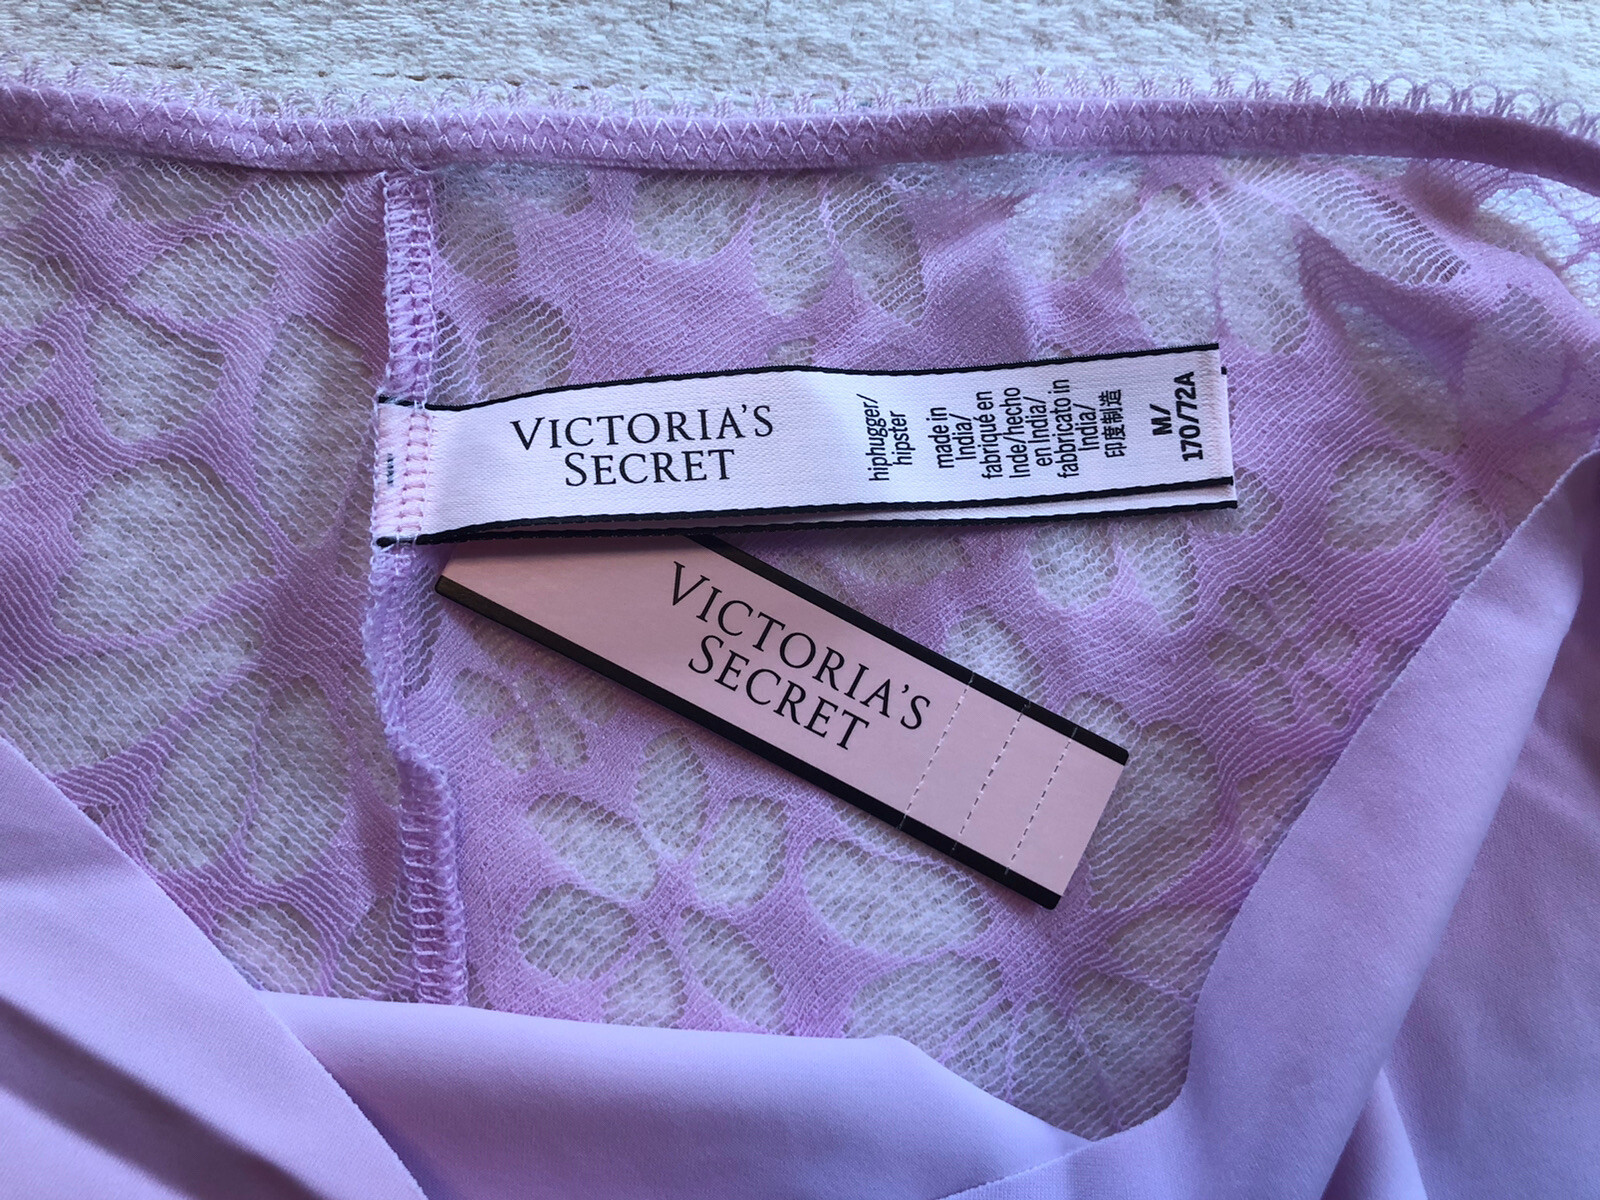 VICTORIA'S
SECRET
hiphugger/
hipster
made in
India/
fabriqué en
Inde/hecho
en India/
fabbricato in
India/
印度制造
M/
170/72A
VICTORIA'S
SECRET